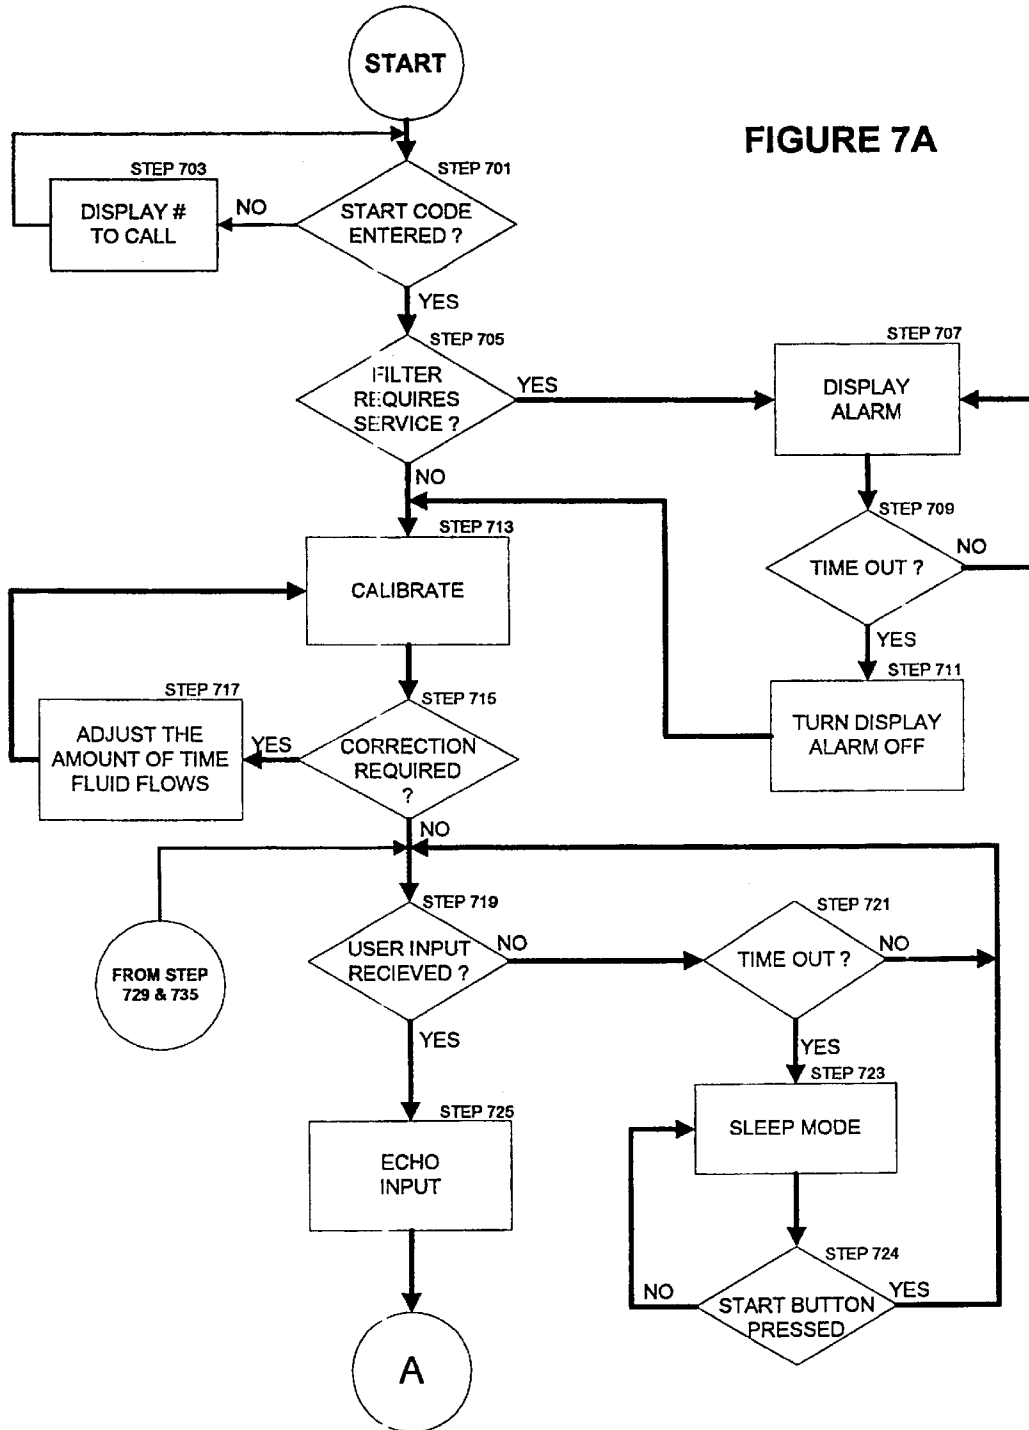 START
FIGURE 7A
STEP 703
STEP 701
DISPLAY #
TO CALL
NO
START CODE
ENTERED ?
YES
STEP 705
FILTER
REQUIRES
SERVICE ?
YES
STEP 707
DISPLAY
ALARM
NO
STEP 709
TIME OUT ?
NO
YES
STEP 711
TURN DISPLAY
ALARM OFF
STEP 713
CALIBRATE
STEP 717
ADJUST THE
AMOUNT OF TIME
FLUID FLOWS
YES
STEP 715
CORRECTION
REQUIRED
?
NO
FROM STEP
729 & 735
STEP 719
USER INPUT
RECIEVED ?
NO
STEP 721
TIME OUT ?
NO
YES
YES
STEP 723
SLEEP MODE
STEP 725
ECHO
INPUT
STEP 724
NO
START BUTTON
PRESSED
YES
A